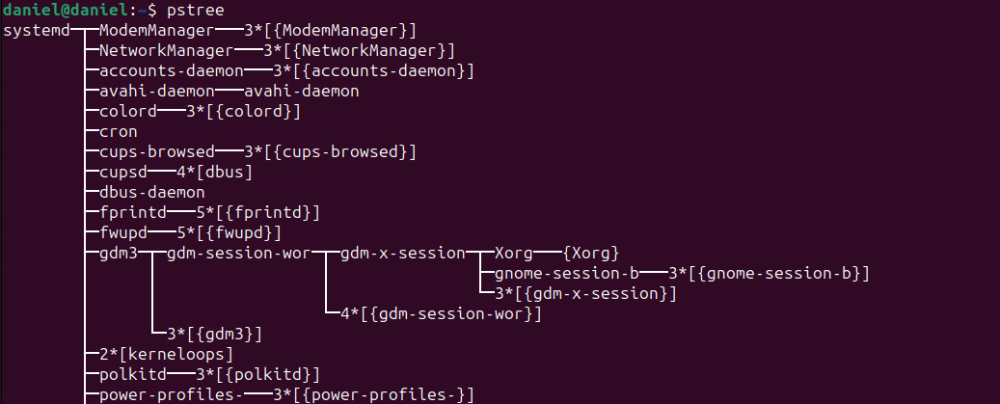 daniel@daniel:~$ pstree
systemd─┬─ModemManager───3*[{ModemManager}]
        ├─NetworkManager───3*[{NetworkManager}]
        ├─accounts-daemon───3*[{accounts-daemon}]
        ├─avahi-daemon───avahi-daemon
        ├─colord───3*[{colord}]
        ├─cron
        ├─cups-browsed───3*[{cups-browsed}]
        ├─cupsd───4*[dbus]
        ├─dbus-daemon
        ├─fprintd───5*[{fprintd}]
        ├─fwupd───5*[{fwupd}]
        ├─gdm3─┬─gdm-session-wor─┬─gdm-x-session─┬─Xorg───{Xorg}
        │      │                 │               ├─gnome-session-b───3*[{gnome-session-b}]
        │      │                 │               └─3*[{gdm-x-session}]
        │      │                 └─4*[{gdm-session-wor}]
        │      └─3*[{gdm3}]
        ├─2*[kerneloops]
        ├─polkitd───3*[{polkitd}]
        ├─power-profiles-───3*[{power-profiles-}]